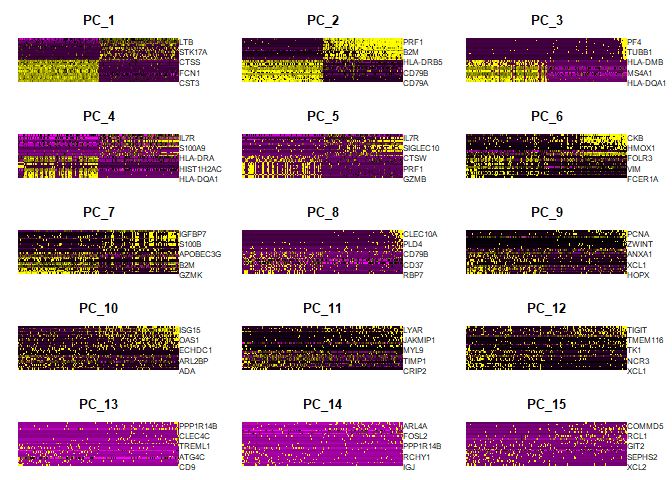 PC_1
LTB
STK17A
CTSS
FCN1
CST3
PC_2
PRF1
B2M
HLA-DRB5
CD79B
CD79A
PC_3
PF4
TUBB1
HLA-DMB
MS4A1
HLA-DQA1
PC_4
IL7R
S100A9
HLA-DRA
HIST1H2AC
HLA-DQA1
PC_5
IL7R
SIGLEC10
CTSW
PRF1
GZMB
PC_6
CKB
HMOX1
FOLR3
VIM
FCER1A
PC_7
IGFBP7
S100B
APOBEC3G
B2M
GZMK
PC_8
CLEC10A
PLD4
CD79B
CD37
RBP7
PC_9
PCNA
ZWINT
ANXA1
XCL1
HOPX
PC_10
ISG15
OAS1
ECHDC1
ARL2BP
ADA
PC_11
LYAR
JAKMIP1
MYL9
TIMP1
CRIP2
PC_12
TIGIT
TMEM116
TK1
NCR3
XCL1
PC_13
PPP1R14B
CLEC4C
TREML1
ATG4C
CD9
PC_14
ARL4A
FOSL2
PPP1R14B
RCHY1
IGJ
PC_15
COMMD5
RCL1
GIT2
SEPHS2
XCL2